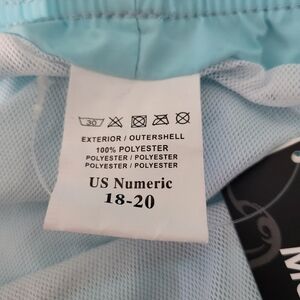 30
EXTERIOR / OUTERSHELL
100% POLYESTER
POLYESTER / POLYESTER
POLYESTER / POLYESTER
US Numeric
18-20